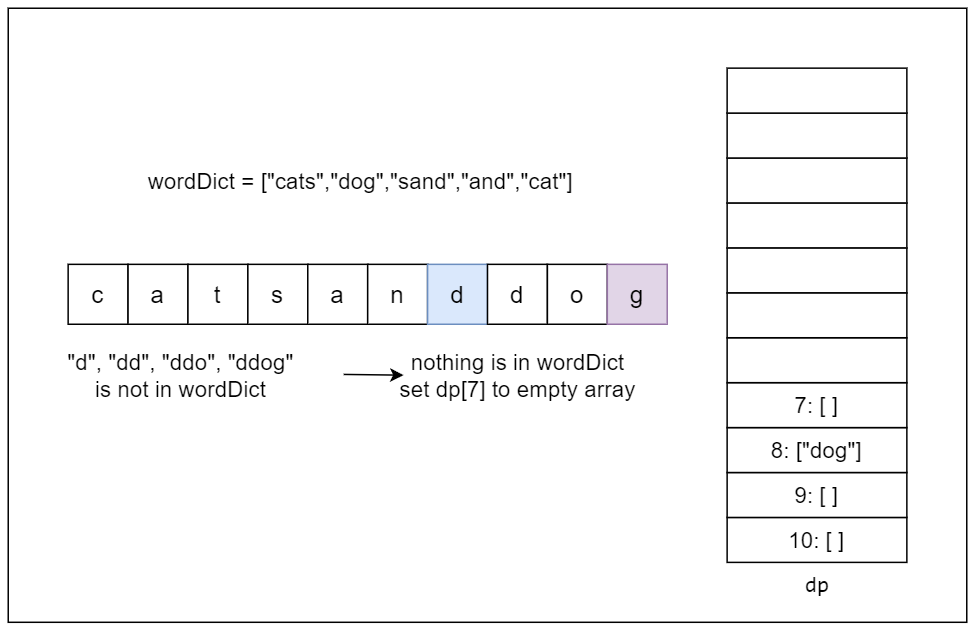 wordDict = ["cats","dog","sand","and","cat"]
c a t s a n d d o g
"d", "dd", "ddo", "ddog"
is not in wordDict
nothing is in wordDict
set dp[7] to empty array
7: [ ]
8: ["dog"]
9: [ ]
10: [ ]
dp